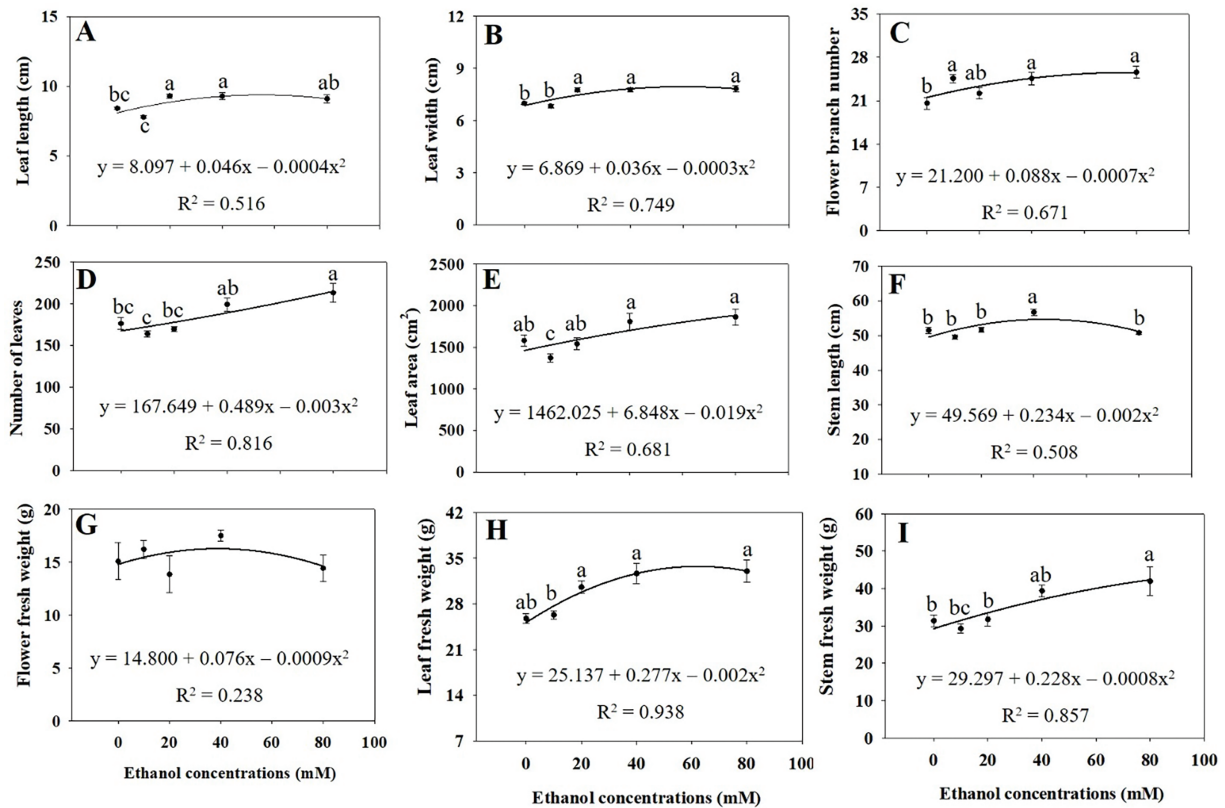 A
Leaf length (cm)
15
10
5
0
bc
c
a
a
ab
y = 8.097 + 0.046x – 0.0004x²
R² = 0.516
B
Leaf width (cm)
12
9
6
3
0
b
b
a
a
a
y = 6.869 + 0.036x – 0.0003x²
R² = 0.749
C
Flower branch number
35
28
21
14
7
0
b
a
ab
a
a
y = 21.200 + 0.088x – 0.0007x²
R² = 0.671
0 20 40 60 80 100
D
Number of leaves
250
200
150
100
50
0
bc
c
bc
ab
a
y = 167.649 + 0.489x – 0.003x²
R² = 0.816
E
Leaf area (cm²)
2500
2000
1500
1000
500
0
ab
c
ab
a
a
y = 1462.025 + 6.848x – 0.019x²
R² = 0.681
F
Stem length (cm)
70
60
50
40
30
20
10
b
b
b
a
b
y = 49.569 + 0.234x – 0.002x²
R² = 0.508
G
Flower fresh weight (g)
20
15
10
5
0
y = 14.800 + 0.076x – 0.0009x²
R² = 0.238
0 20 40 60 80 100
Ethanol concentrations (mM)
H
Leaf fresh weight (g)
42
35
28
21
14
7
ab
b
a
a
a
y = 25.137 + 0.277x – 0.002x²
R² = 0.938
0 20 40 60 80 100
Ethanol concentrations (mM)
I
Stem fresh weight (g)
60
50
40
30
20
10
0
b
bc
b
ab
a
y = 29.297 + 0.228x – 0.0008x²
R² = 0.857
0 20 40 60 80 100
Ethanol concentrations (mM)